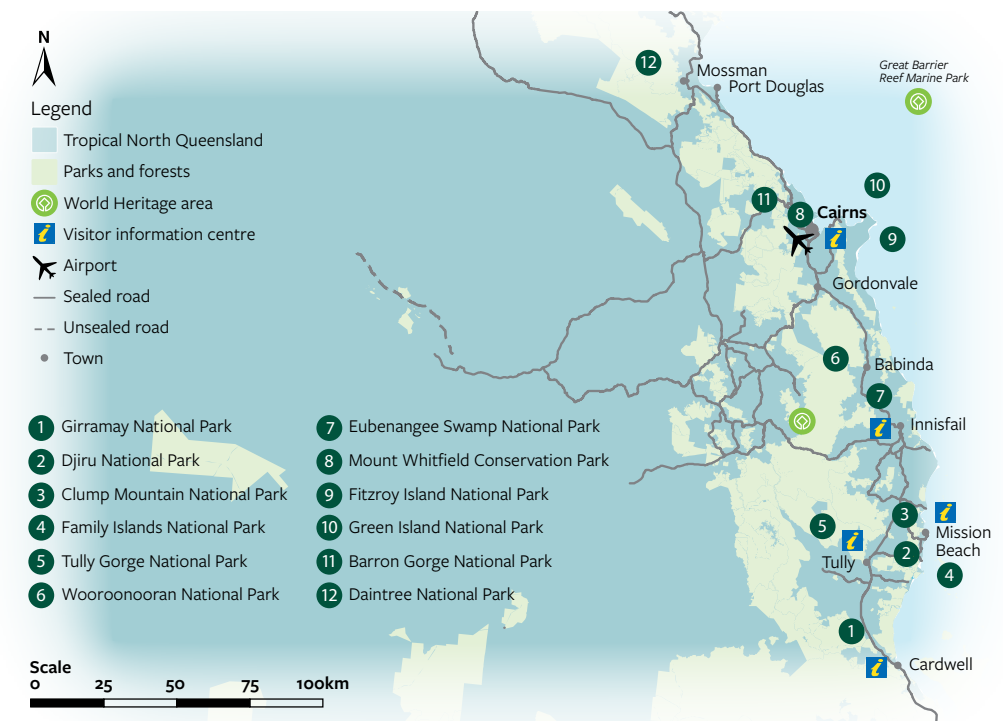 N
Legend
Tropical North Queensland
Parks and forests
World Heritage area
i Visitor information centre
Airport
Sealed road
Unsealed road
Town
1 Girramay National Park
2 Djiru National Park
3 Clump Mountain National Park
4 Family Islands National Park
5 Tully Gorge National Park
6 Wooroonooran National Park
7 Eubenangee Swamp National Park
8 Mount Whitfield Conservation Park
9 Fitzroy Island National Park
10 Green Island National Park
11 Barron Gorge National Park
12 Daintree National Park
Scale
0 25 50 75 100km
12
Mossman
Port Douglas
Great Barrier
Reef Marine Park
10
11
8
Cairns
i
9
Gordonvale
6
Babinda
7
i
Innisfail
3
i
5
i
Mission
Beach
2
Tully
4
1
i
Cardwell